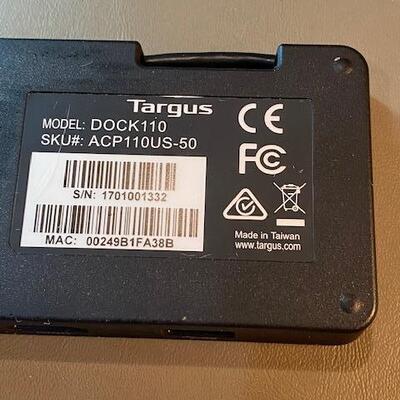 Targus
MODEL: DOCK110
SKU#: ACP110US-50
S/N: 1701001332
MAC: 00249B1FA38B
CE
FC
Made in Taiwan
www.targus.com